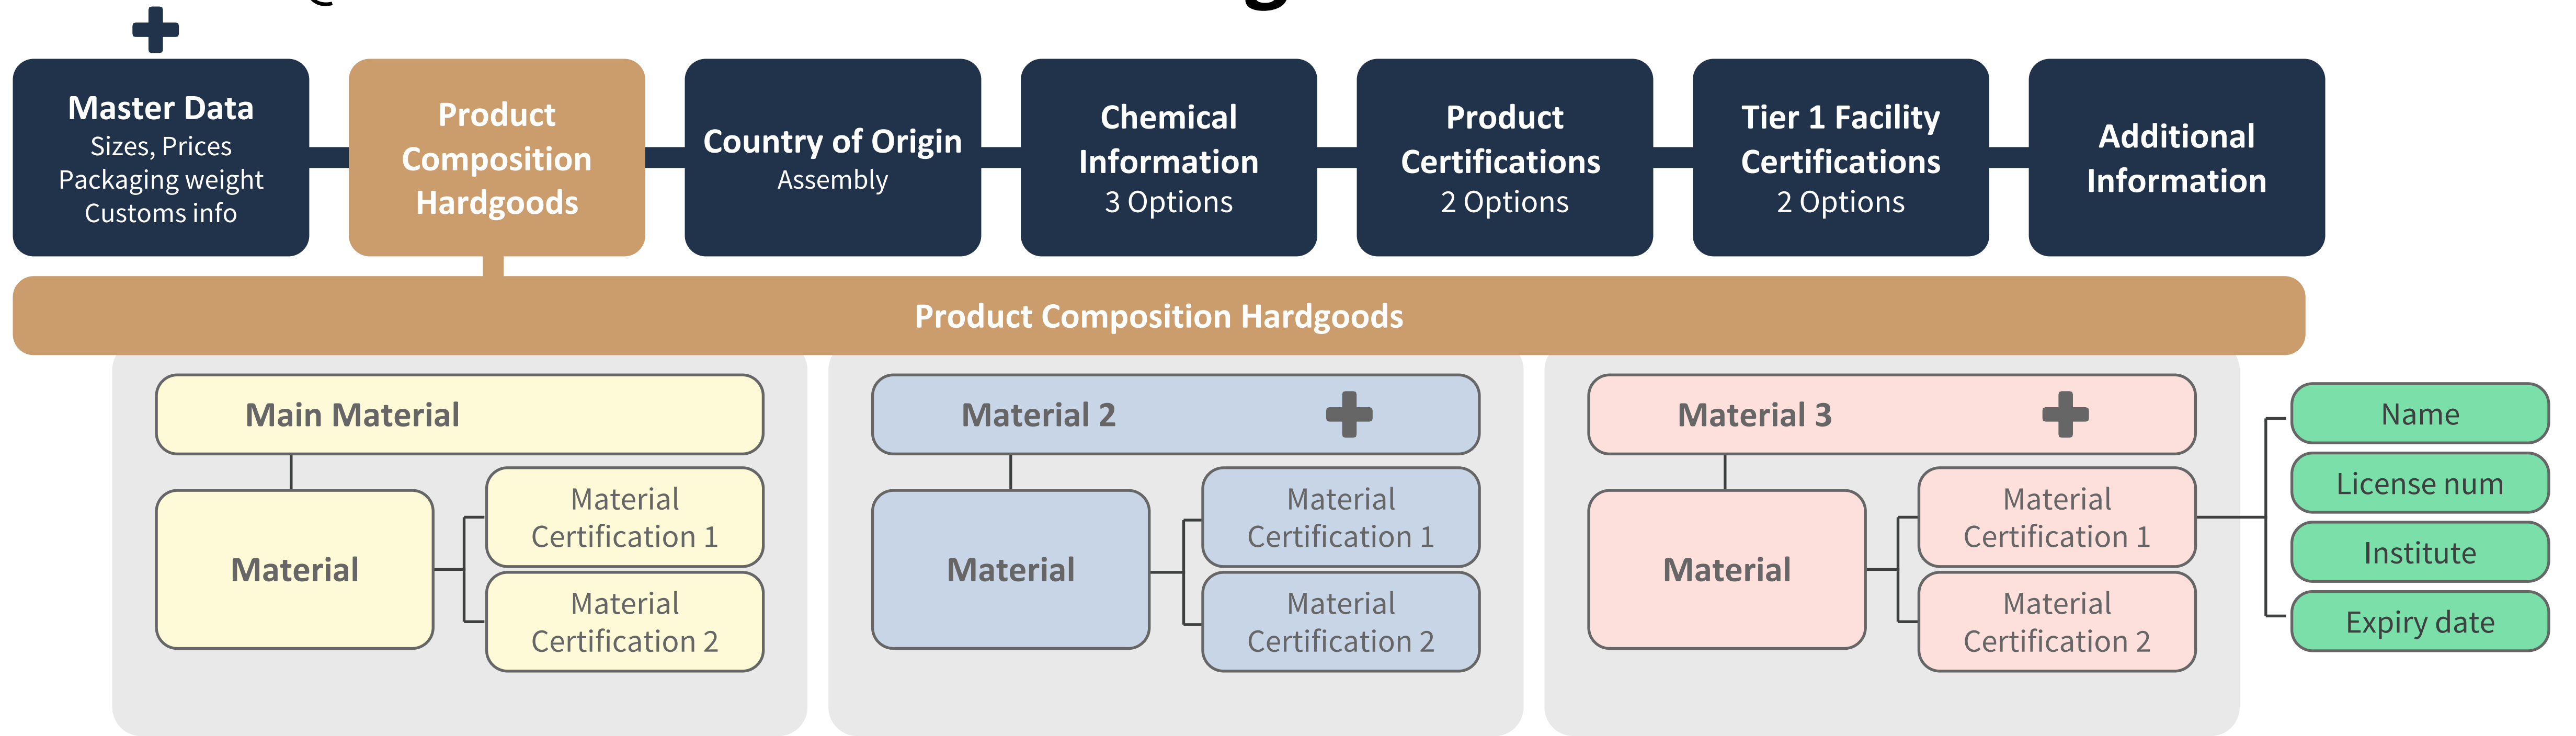 Master Data
Sizes, Prices
Packaging weight
Customs info
Product
Composition
Hardgoods
Country of Origin
Assembly
Chemical
Information
3 Options
Product
Certifications
2 Options
Tier 1 Facility
Certifications
2 Options
Additional
Information
Product Composition Hardgoods
Main Material
Material
Material
Certification 1
Material
Certification 2
Material 2
Material
Material
Certification 1
Material
Certification 2
Material 3
Material
Material
Certification 1
Material
Certification 2
Name
License num
Institute
Expiry date